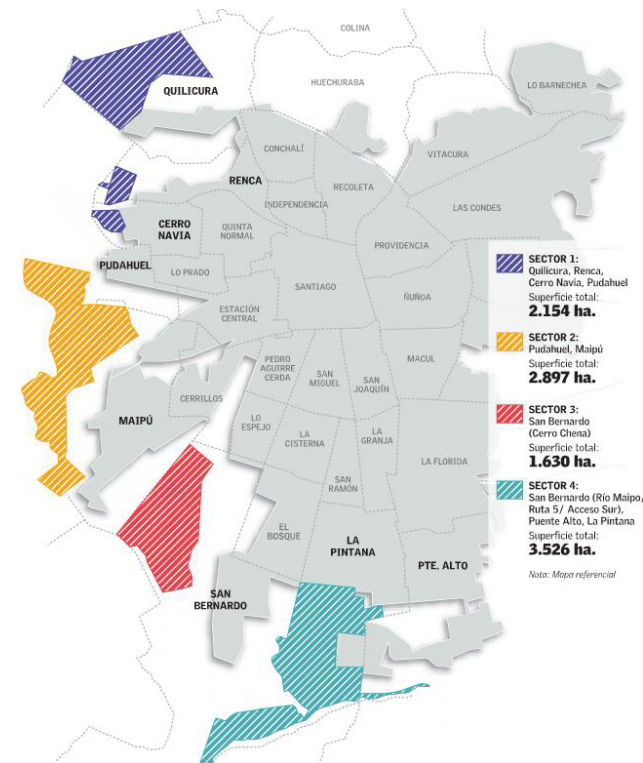 COLINA
QUILICURA
HUECHURABA
LO BARNECHEA
CONCHALÍ
VITACURA
RENCA
RECOLETA
INDEPENDENCIA
LAS CONDES
CERRO
NAVIA
QUINTA
NORMAL
PROVIDENCIA
PUDAHUEL
LO PRADO
SANTIAGO
ÑUÑOA
ESTACIÓN
CENTRAL
PEDRO
AGUIRRE
CERDA
SAN
MIGUEL
SAN
JOAQUÍN
MACUL
MAIPÚ
CERRILLOS
LO
ESPEJO
LA
CISTERNA
LA
GRANJA
LA FLORIDA
SAN
RAMÓN
EL
BOSQUE
LA
PINTANA
PTE. ALTO
SAN
BERNARDO
SECTOR 1:
Quilicura, Renca,
Cerro Navia, Pudahuel
Superficie total:
2.154 ha.
SECTOR 2:
Pudahuel, Maipú
Superficie total:
2.897 ha.
SECTOR 3:
San Bernardo
(Cerro Chena)
Superficie total:
1.630 ha.
SECTOR 4:
San Bernardo (Río Maipo,
Ruta 5/ Acceso Sur),
Puente Alto, La Pintana
Superficie total:
3.526 ha.
Nota: Mapa referencial